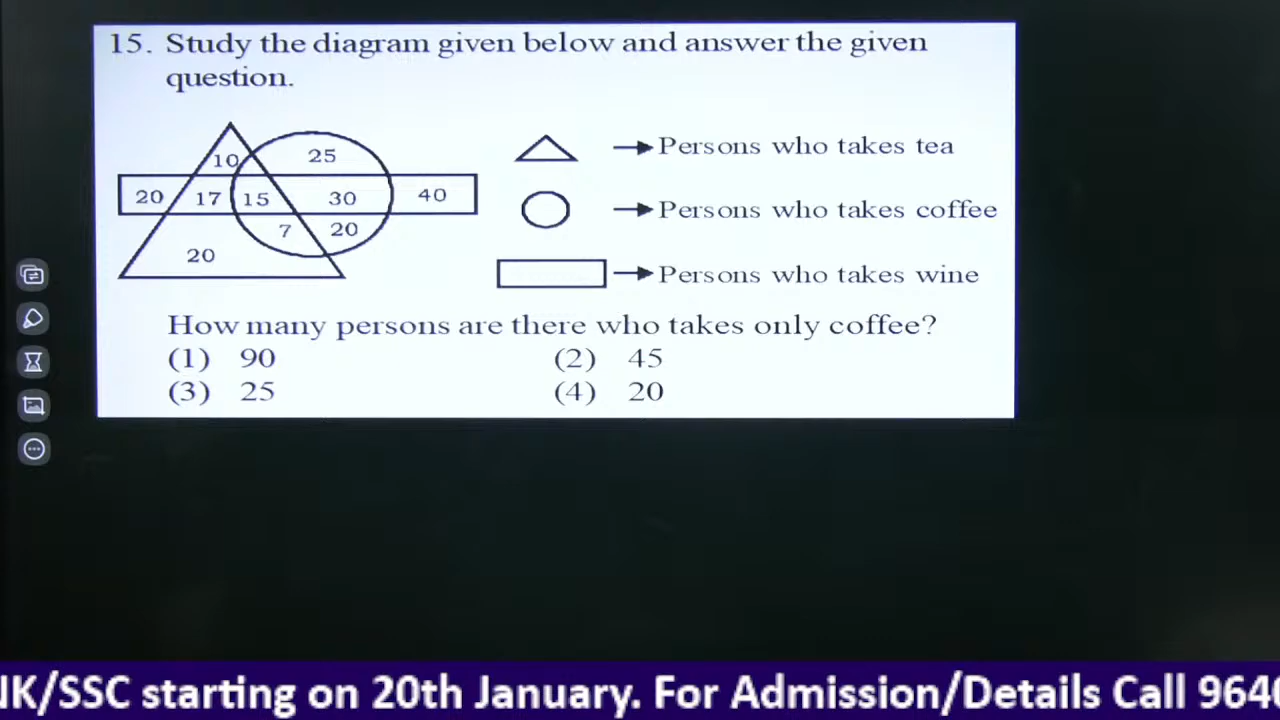 15. Study the diagram given below and answer the given
question.
10
25
20 17 15 30 40
7 20
20
Persons who takes tea
Persons who takes coffee
Persons who takes wine
How many persons are there who takes only coffee?
(1) 90 (2) 45
(3) 25 (4) 20
NK/SSC starting on 20th January. For Admission/Details Call 9640